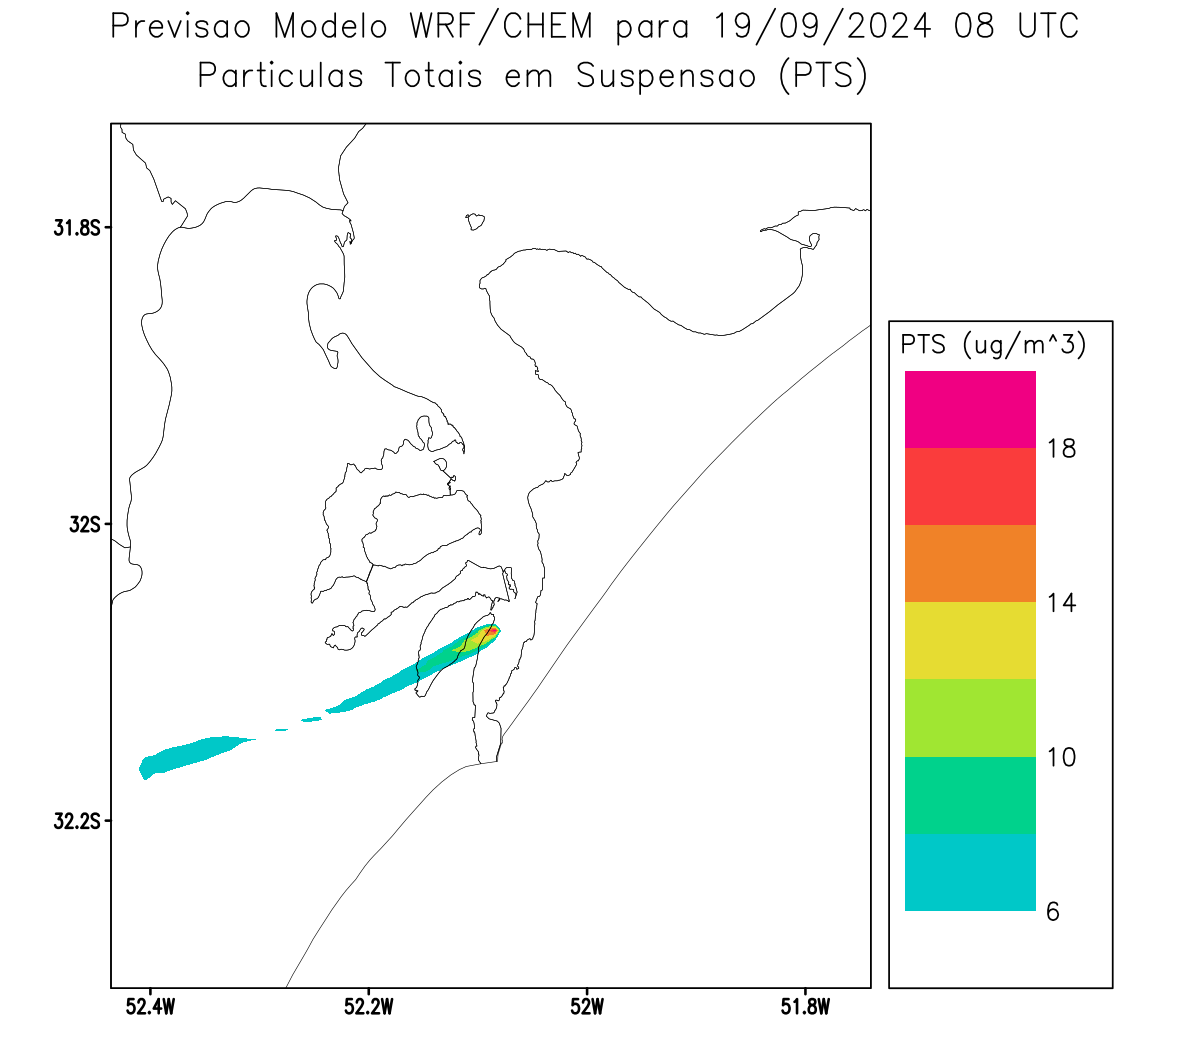 Previsao Modelo WRF/CHEM para 19/09/2024 08 UTC
Particulas Totais em Suspensao (PTS)
31.8S
32S
32.2S
52.4W
52.2W
52W
51.8W
PTS (ug/m^3)
18
14
10
6